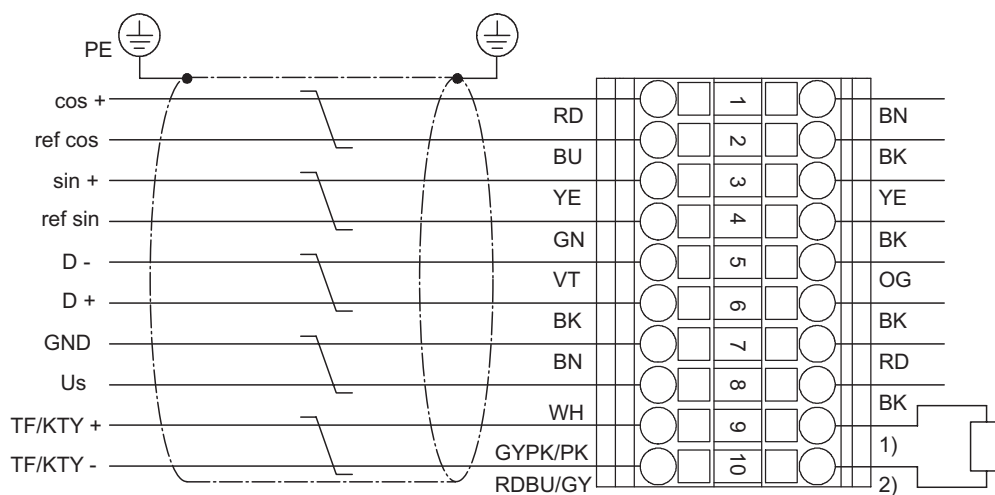 PE
cos + RD 1 BN
ref cos BU 2 BK
sin + YE 3 YE
ref sin GN 4 BK
D - VT 5 OG
D + BK 6 BK
GND BN 7 RD
Us WH 8 BK
TF/KTY + GYPK/PK 9 1)
TF/KTY - RDBU/GY 10 2)